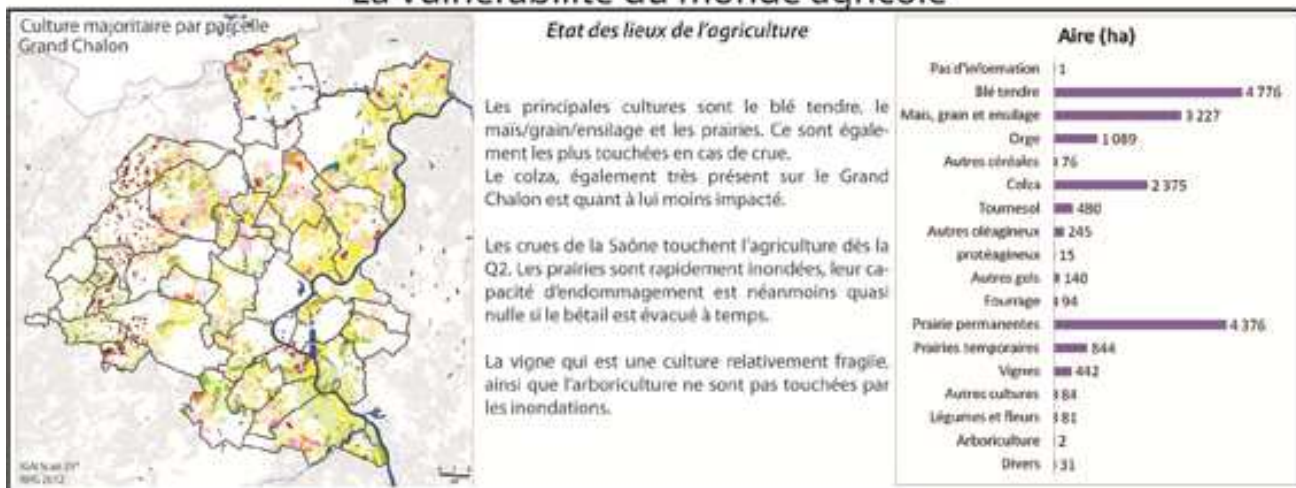 La vulnérabilité du monde agricole
Culture majoritaire par parcelle
Grand Chalon
Etat des lieux de l'agriculture
Les principales cultures sont le blé tendre, le
maïs/grain/ensilage et les prairies. Ce sont égale-
ment les plus touchées en cas de crue.
Le colza, également très présent sur le Grand
Chalon est quant à lui moins impacté.
Les crues de la Saône touchent l'agriculture dès la
Q2. Les prairies sont rapidement inondées, leur ca-
pacité d'endommagement est néanmoins quasi
nulle si le bétail est évacué à temps.
La vigne qui est une culture relativement fragile,
ainsi que l'arboriculture ne sont pas touchées par
les inondations.
Aire (ha)
Pas d'information 1
Blé tendre 4 776
Mais, grain et ensilage 3 227
Orge 1 089
Autres céréales 76
Colza 2 375
Tournesol 480
Autres oléagineux 245
protéagineux 15
Autres gels 140
Fourrage 94
Prairie permanentes 4 376
Prairies temporaires 844
Vignes 442
Autres cultures 84
Légumes et fleurs 81
Arboriculture 2
Divers 31